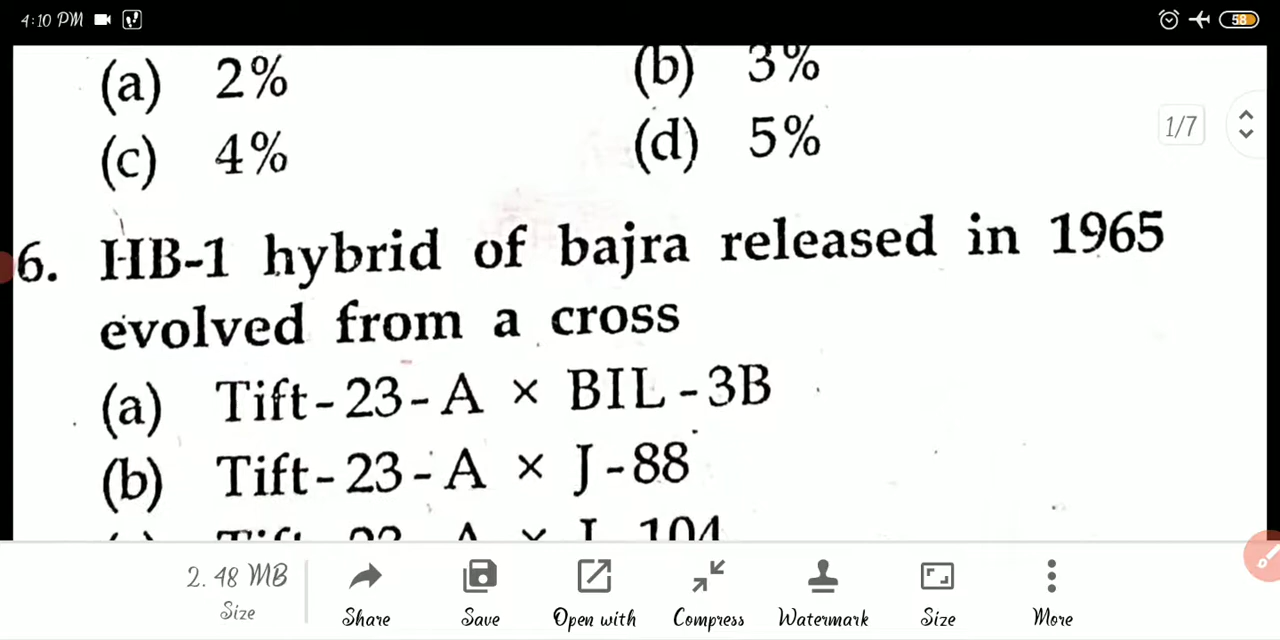 4:10 PM 58
(a) 2% (b) 3%
(c) 4% (d) 5%
1/7
6. HB-1 hybrid of bajra released in 1965
evolved from a cross
(a) Tift-23-A × BIL-3B
(b) Tift-23-A × J-88
A × J 104
2.48 MB
Size
Share
Save
Open with
Compress
Watermark
Size
More